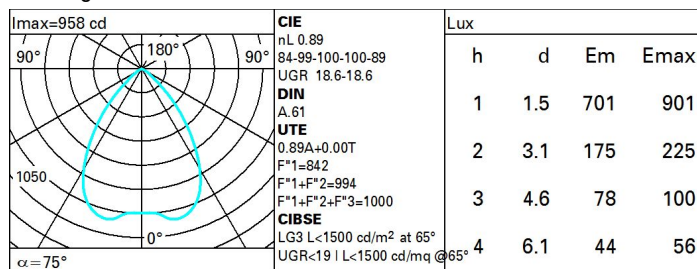 Imax=958 cd
180°
90° 90°
1050
0°
α=75°
CIE
nL 0.89
84-99-100-100-89
UGR 18.6-18.6
DIN
A.61
UTE
0.89A+0.00T
F"1=842
F"1+F"2=994
F"1+F"2+F"3=1000
CIBSE
LG3 L<1500 cd/m² at 65°
UGR<19 | L<1500 cd/mq @65°
Lux
h d Em Emax
1 1.5 701 901
2 3.1 175 225
3 4.6 78 100
4 6.1 44 56